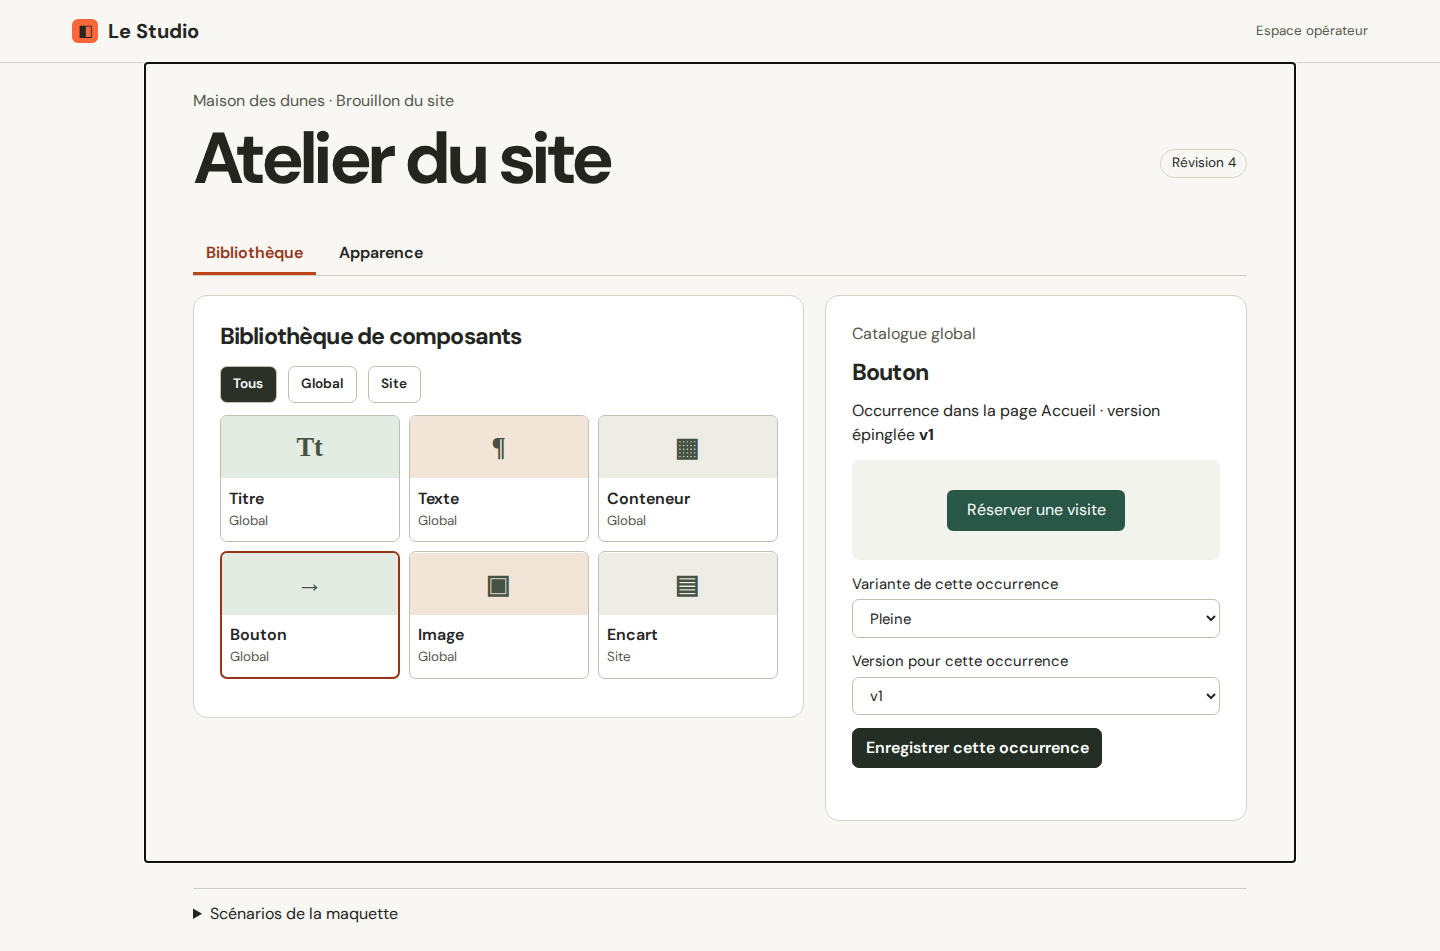 Le Studio
Espace opérateur
Maison des dunes · Brouillon du site
Atelier du site
Révision 4
Bibliothèque
Apparence
Bibliothèque de composants
Tous
Global
Site
Tt
¶
Titre
Texte
Conteneur
Global
Global
Global
→
Bouton
Image
Encart
Global
Global
Site
Catalogue global
Bouton
Occurrence dans la page Accueil · version
épinglée v1
Réserver une visite
Variante de cette occurrence
Pleine
Version pour cette occurrence
v1
Enregistrer cette occurrence
Scénarios de la maquette